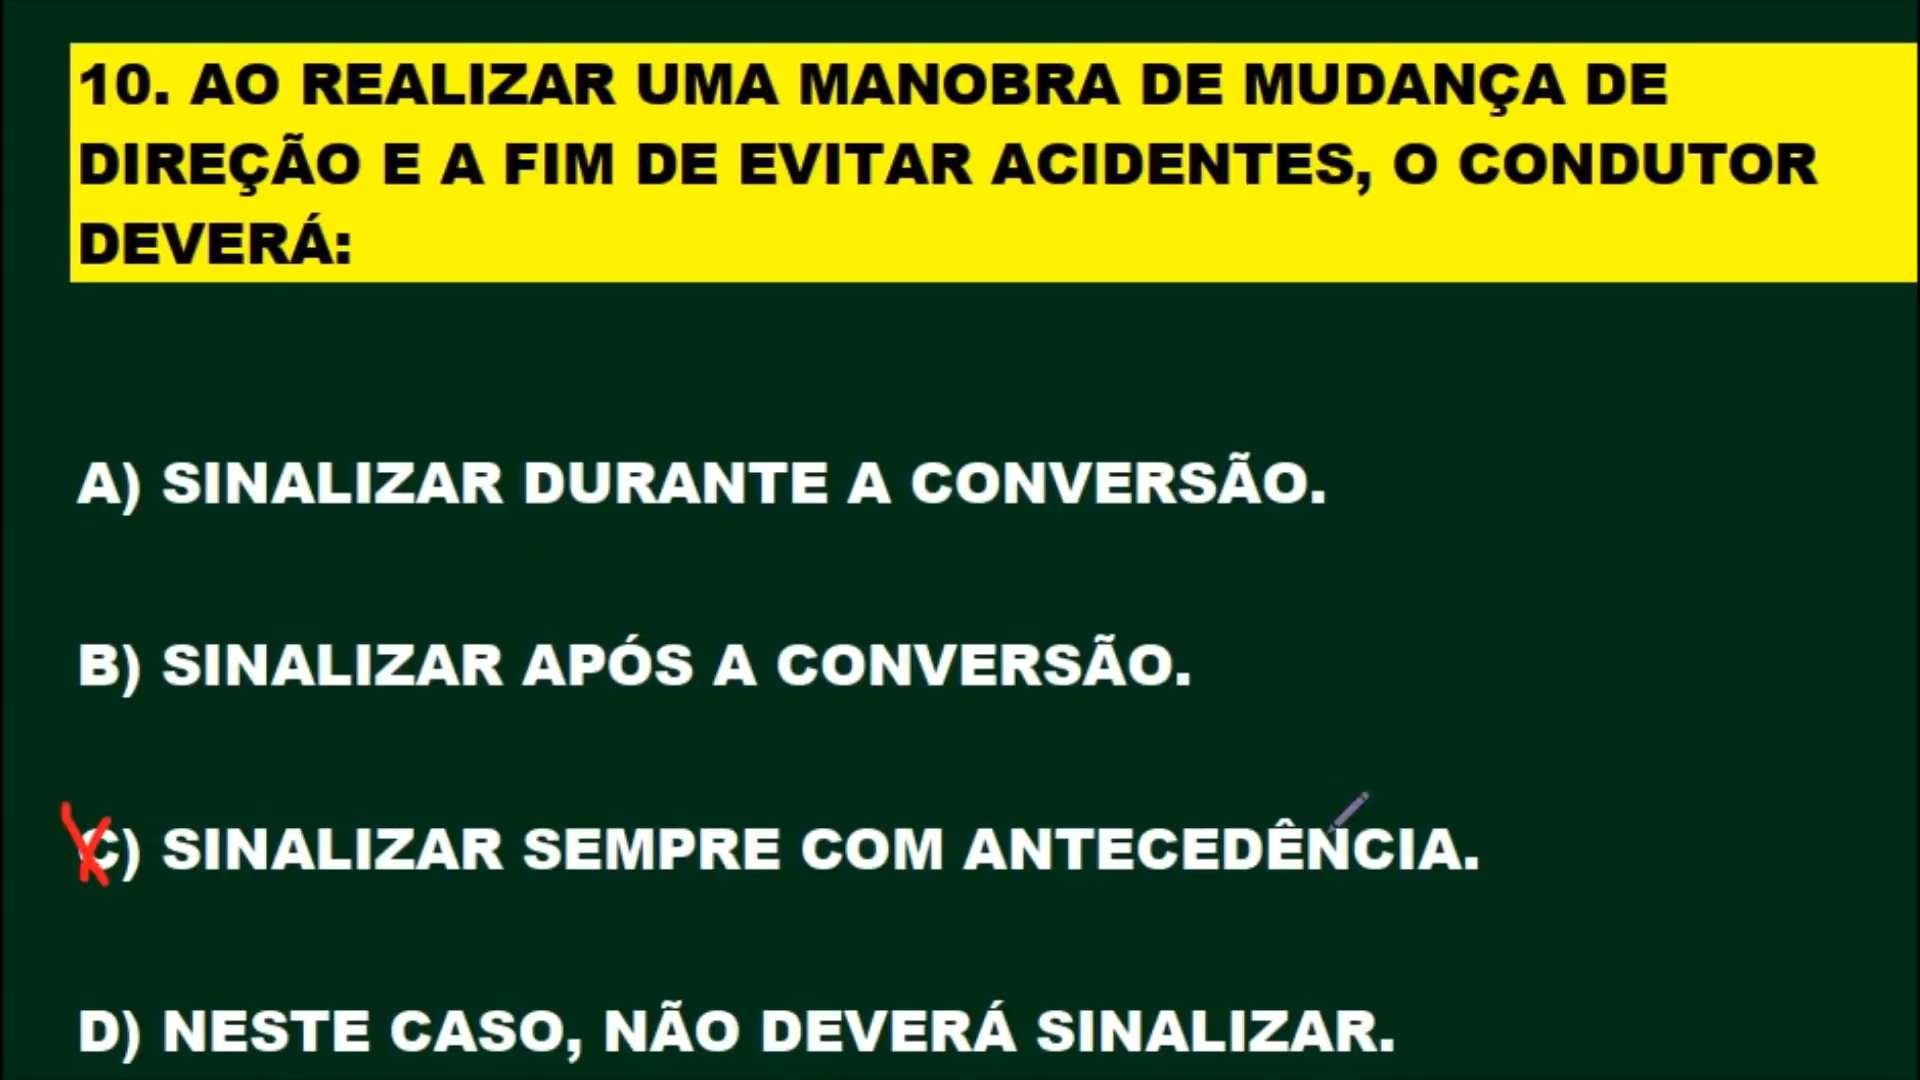 10. AO REALIZAR UMA MANOBRA DE MUDANÇA DE
DIREÇÃO E A FIM DE EVITAR ACIDENTES, O CONDUTOR
DEVERÁ:
A) SINALIZAR DURANTE A CONVERSÃO.
B) SINALIZAR APÓS A CONVERSÃO.
C) SINALIZAR SEMPRE COM ANTECEDÊNCIA.
D) NESTE CASO, NÃO DEVERÁ SINALIZAR.